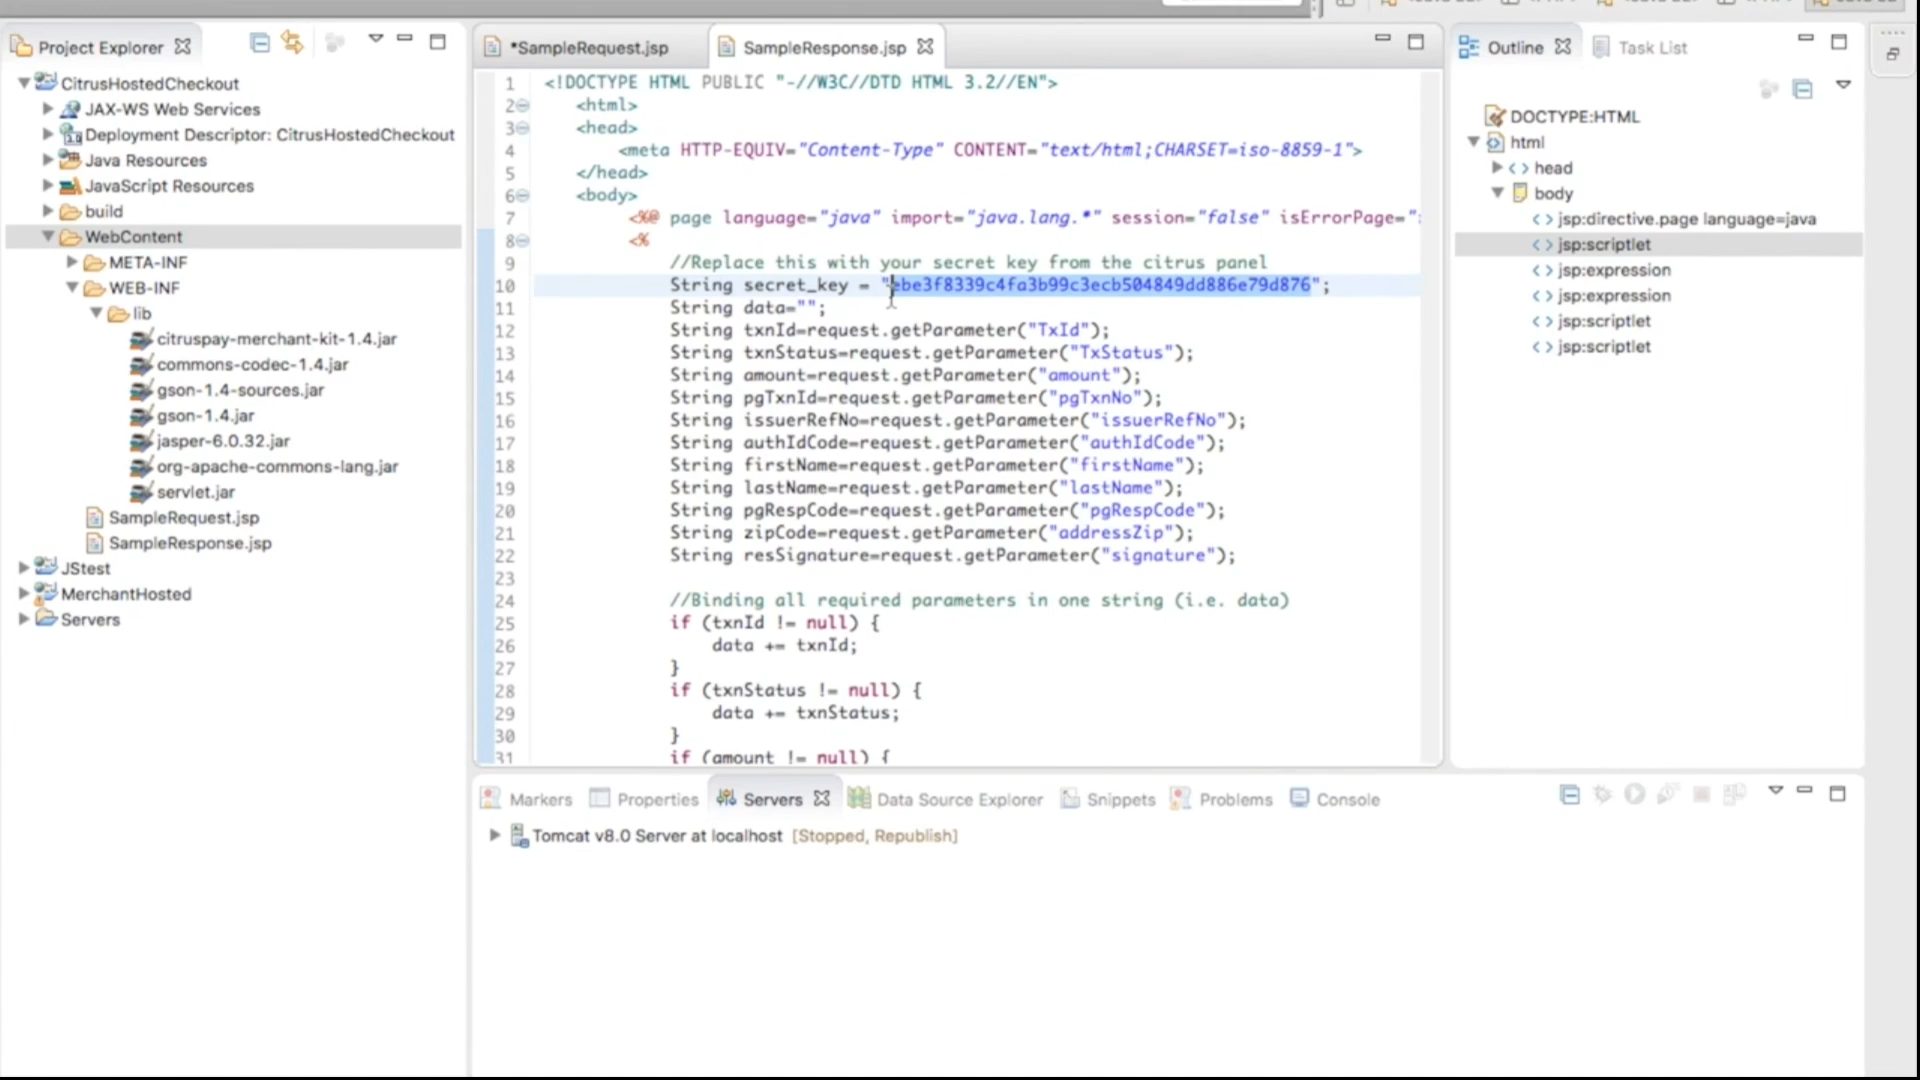 Project Explorer
CitrusHostedCheckout
JAX-WS Web Services
Deployment Descriptor: CitrusHostedCheckout
Java Resources
JavaScript Resources
build
WebContent
META-INF
WEB-INF
lib
citruspay-merchant-kit-1.4.jar
commons-codec-1.4.jar
gson-1.4-sources.jar
gson-1.4.jar
jasper-6.0.32.jar
org-apache-commons-lang.jar
servlet.jar
SampleRequest.jsp
SampleResponse.jsp
JStest
MerchantHosted
Servers
*SampleRequest.jsp
SampleResponse.jsp
1 <!DOCTYPE HTML PUBLIC "-//W3C//DTD HTML 3.2//EN">
2 <html>
3 <head>
4 <meta HTTP-EQUIV="Content-Type" CONTENT="text/html;CHARSET=iso-8859-1">
5 </head>
6 <body>
7 <%@ page language="java" import="java.lang.*" session="false" isErrorPage="
8 <%
9 //Replace this with your secret key from the citrus panel
10 String secret_key = "ebe3f8339c4fa3b99c3ecb504849dd886e79d876";
11 String data="";
12 String txnId=request.getParameter("TxId");
13 String txnStatus=request.getParameter("TxStatus");
14 String amount=request.getParameter("amount");
15 String pgTxnId=request.getParameter("pgTxnNo");
16 String issuerRefNo=request.getParameter("issuerRefNo");
17 String authIdCode=request.getParameter("authIdCode");
18 String firstName=request.getParameter("firstName");
19 String lastName=request.getParameter("lastName");
20 String pgRespCode=request.getParameter("pgRespCode");
21 String zipCode=request.getParameter("addressZip");
22 String resSignature=request.getParameter("signature");
23
24 //Binding all required parameters in one string (i.e. data)
25 if (txnId != null) {
26 data += txnId;
27 }
28 if (txnStatus != null) {
29 data += txnStatus;
30 }
31 if (amount != null) {
Outline
Task List
DOCTYPE:HTML
html
head
body
jsp:directive.page language=java
jsp:scriptlet
jsp:expression
jsp:expression
jsp:scriptlet
jsp:scriptlet
Markers
Properties
Servers
Data Source Explorer
Snippets
Problems
Console
Tomcat v8.0 Server at localhost [Stopped, Republish]